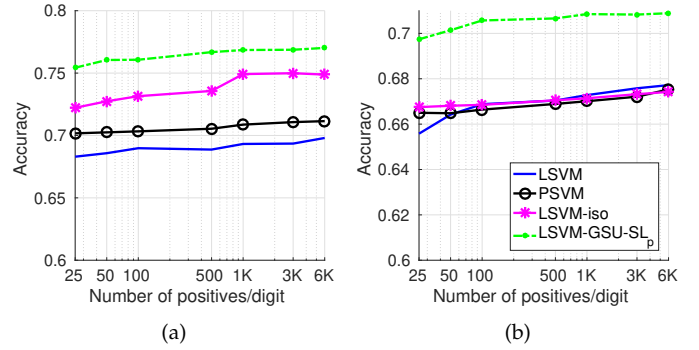 0.8
0.75
0.7
0.65
0.6
Accuracy
25 50 100 500 1K 3K 6K
Number of positives/digit
(a)
0.7
0.68
0.66
0.64
0.62
0.6
Accuracy
LSVM
PSVM
LSVM-iso
LSVM-GSU-SLp
25 50 100 500 1K 3K 6K
Number of positives/digit
(b)